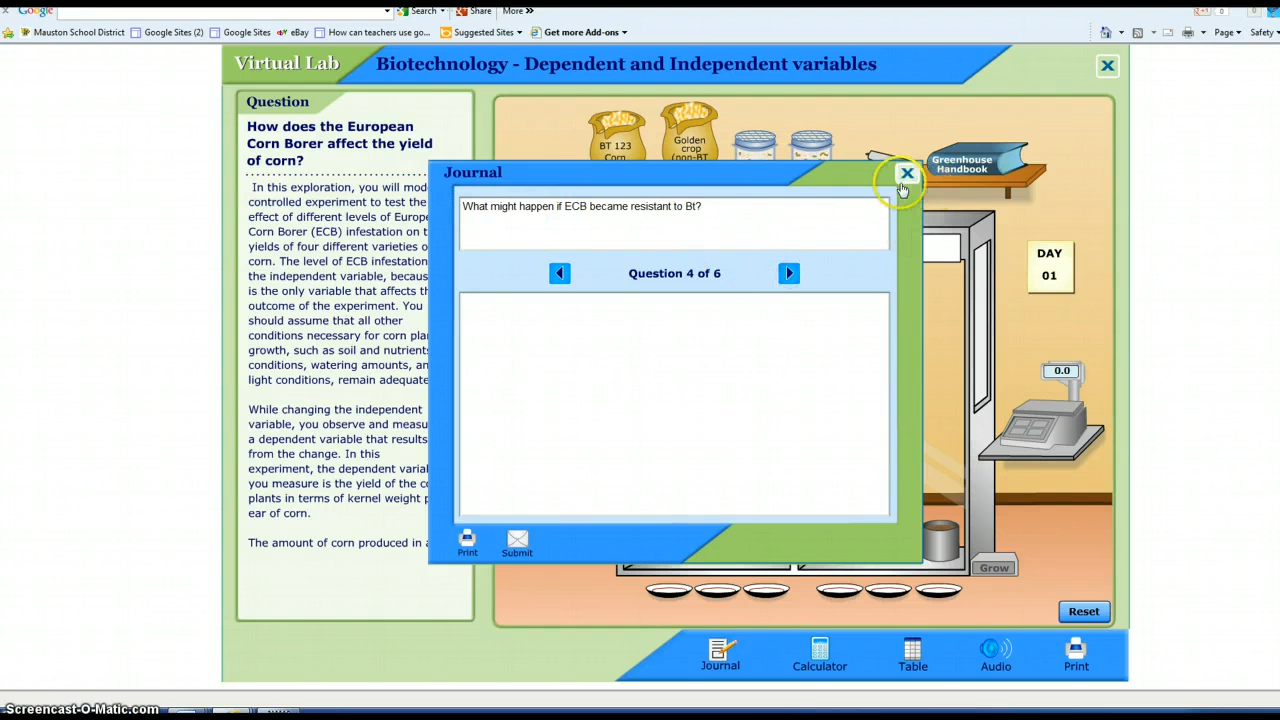 Google
Search
Share
More »
Mauston School District
Google Sites (2)
Google Sites
eBay
How can teachers use go...
Suggested Sites
Get more Add-ons
Page
Safety
Virtual Lab
Biotechnology - Dependent and Independent variables
Question
How does the European
Corn Borer affect the yield
of corn?
In this exploration, you will mod
controlled experiment to test the
effect of different levels of Europe
Corn Borer (ECB) infestation on t
yields of four different varieties o
corn. The level of ECB infestation
the independent variable, becaus
is the only variable that affects th
outcome of the experiment. You
should assume that all other
conditions necessary for corn plan
growth, such as soil and nutrients
conditions, watering amounts, an
light conditions, remain adequate
While changing the independent
variable, you observe and measu
a dependent variable that results
from the change. In this
experiment, the dependent variab
you measure is the yield of the co
plants in terms of kernel weight p
ear of corn.
The amount of corn produced in a
BT 123
Corn
Golden
crop
(non-BT
Greenhouse
Handbook
Journal
What might happen if ECB became resistant to Bt?
Question 4 of 6
Print
Submit
DAY
01
0.0
Grow
Reset
Journal
Calculator
Table
Audio
Print
Screencast-O-Matic.com